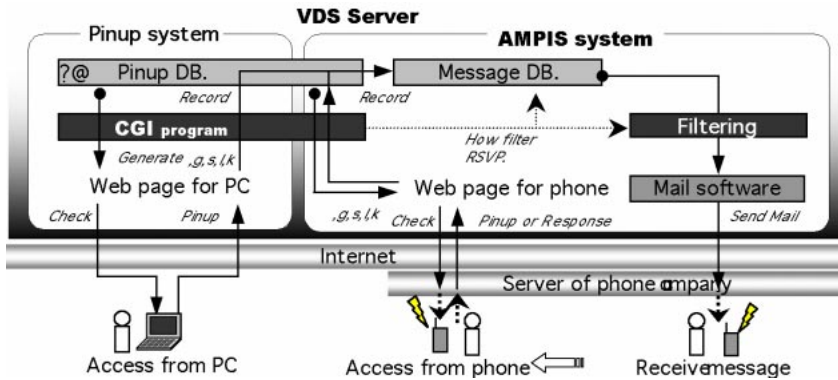 VDS Server
Pinup system
AMPIS system
?@ Pinup DB.
Message DB.
Record
Record
CGI program
How filter
RSVP.
Filtering
Generate ,g,s,l,k
Web page for PC
Web page for phone
Mail software
,g,s,l,k
Check
Pinup
Check
Pinup or Response
Send Mail
Internet
Server of phone ompany
Access from PC
Access from phone
Receive message